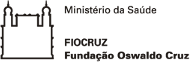 Ministério da Saúde
FIOCRUZ
Fundação Oswaldo Cruz